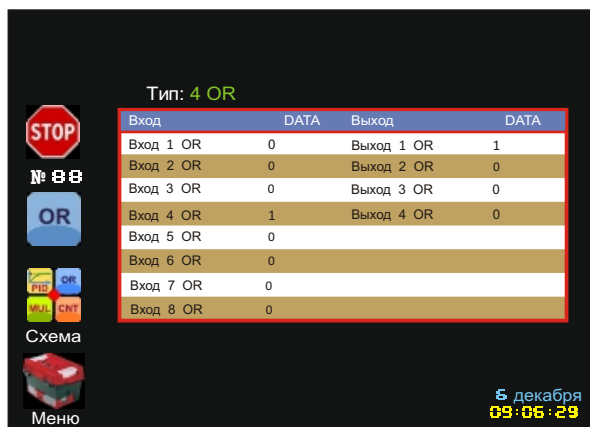 Тип: 4 OR
Вход DATA Выход DATA
Вход 1 OR 0 Выход 1 OR 1
Вход 2 OR 0 Выход 2 OR 0
Вход 3 OR 0 Выход 3 OR 0
Вход 4 OR 1 Выход 4 OR 0
Вход 5 OR 0
Вход 6 OR 0
Вход 7 OR 0
Вход 8 OR 0
STOP
№ 88
OR
PID OR
MUL CNT
Схема
Меню
6 декабря
09:06:29